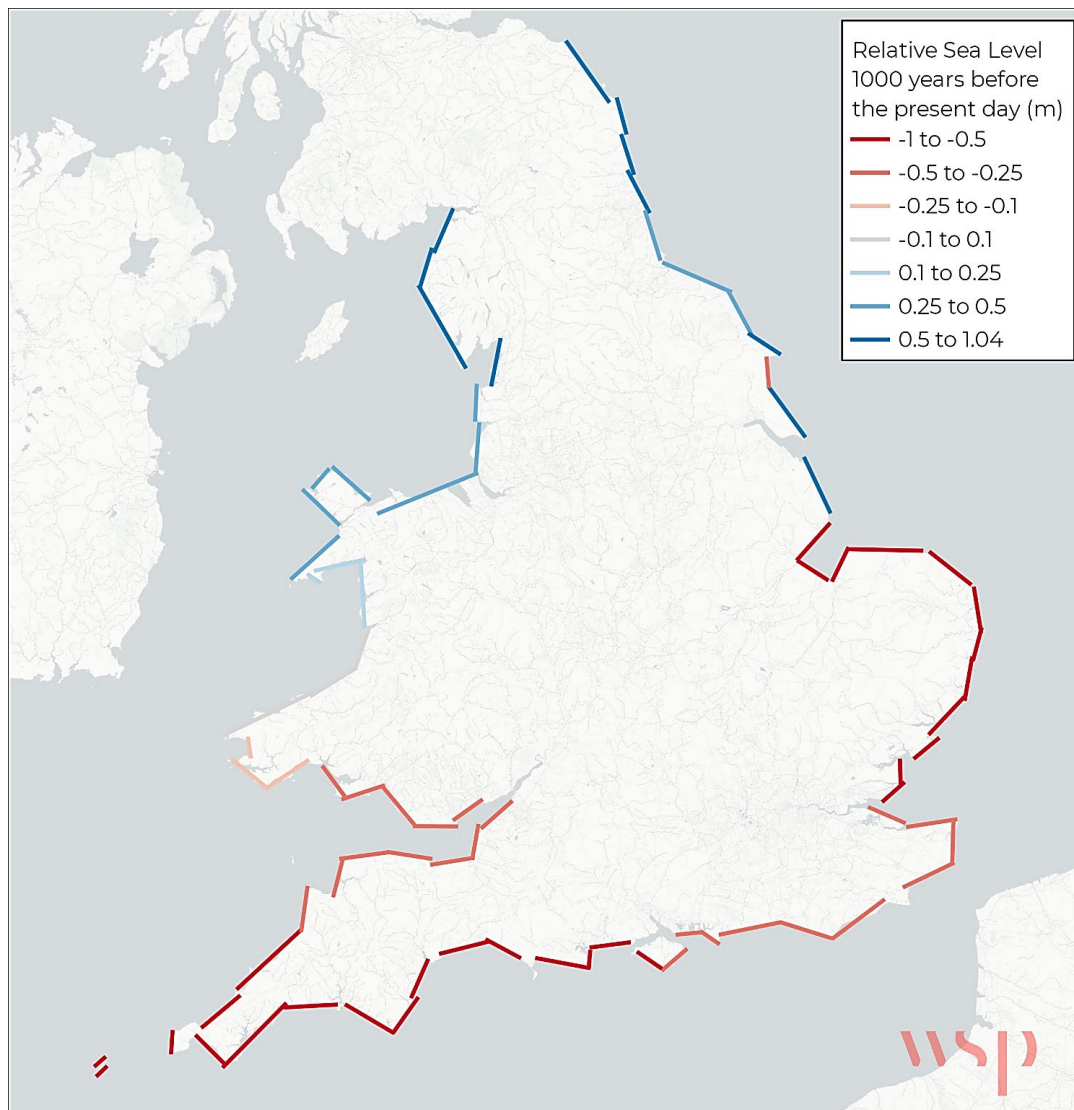 Relative Sea Level
1000 years before
the present day (m)
-1 to -0.5
-0.5 to -0.25
-0.25 to -0.1
-0.1 to 0.1
0.1 to 0.25
0.25 to 0.5
0.5 to 1.04
wsp